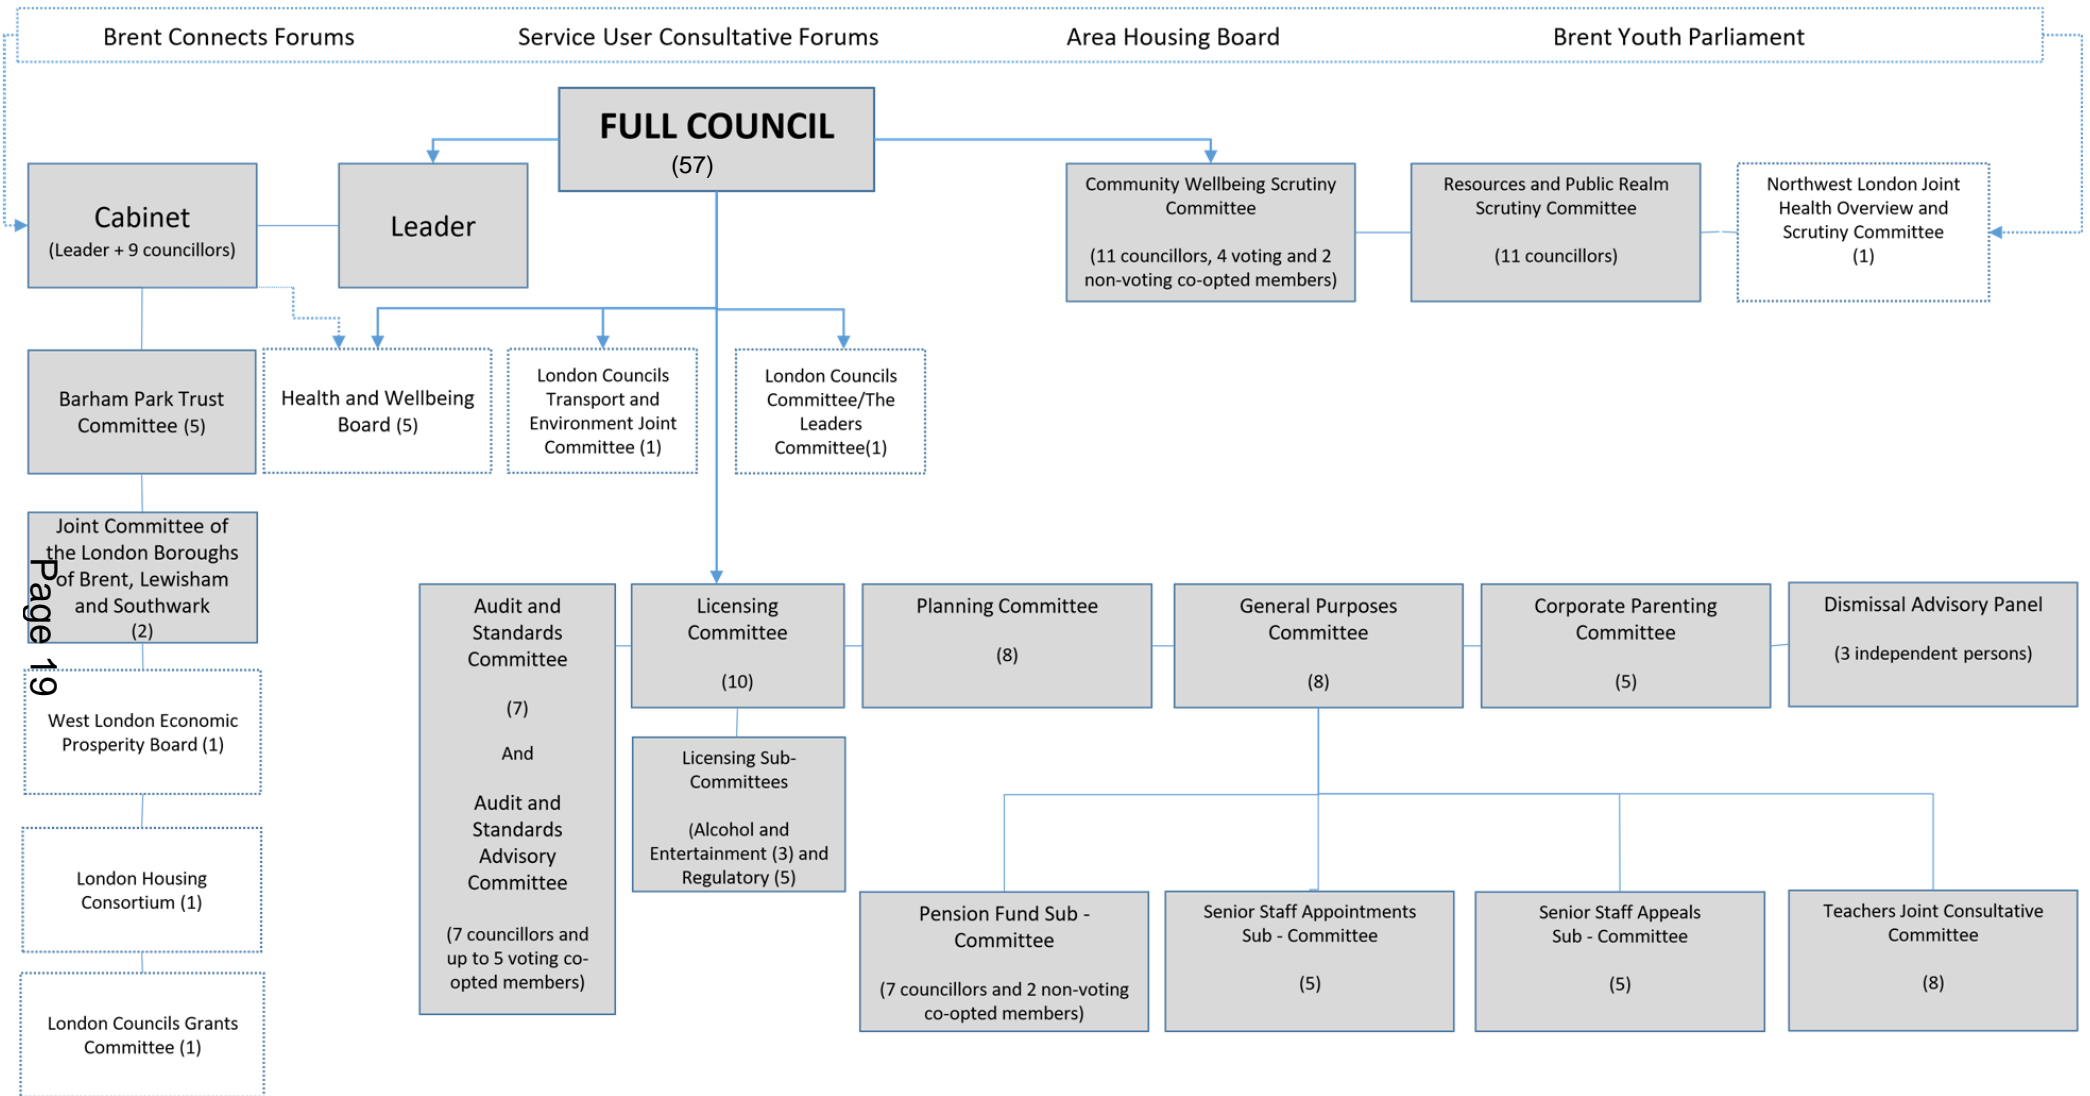 Brent Connects Forums
Service User Consultative Forums
Area Housing Board
Brent Youth Parliament
FULL COUNCIL
(57)
Cabinet
(Leader + 9 councillors)
Leader
Community Wellbeing Scrutiny
Committee
(11 councillors, 4 voting and 2
non-voting co-opted members)
Resources and Public Realm
Scrutiny Committee
(11 councillors)
Northwest London Joint
Health Overview and
Scrutiny Committee
(1)
Barham Park Trust
Committee (5)
Health and Wellbeing
Board (5)
London Councils
Transport and
Environment Joint
Committee (1)
London Councils
Committee/The
Leaders
Committee(1)
Joint Committee of
the London Boroughs
of Brent, Lewisham
and Southwark
(2)
Page 19
West London Economic
Prosperity Board (1)
London Housing
Consortium (1)
London Councils Grants
Committee (1)
Audit and
Standards
Committee
(7)
And
Audit and
Standards
Advisory
Committee
(7 councillors and
up to 5 voting co-
opted members)
Licensing
Committee
(10)
Licensing Sub-
Committees
(Alcohol and
Entertainment (3) and
Regulatory (5)
Planning Committee
(8)
General Purposes
Committee
(8)
Corporate Parenting
Committee
(5)
Dismissal Advisory Panel
(3 independent persons)
Pension Fund Sub -
Committee
(7 councillors and 2 non-voting
co-opted members)
Senior Staff Appointments
Sub - Committee
(5)
Senior Staff Appeals
Sub - Committee
(5)
Teachers Joint Consultative
Committee
(8)